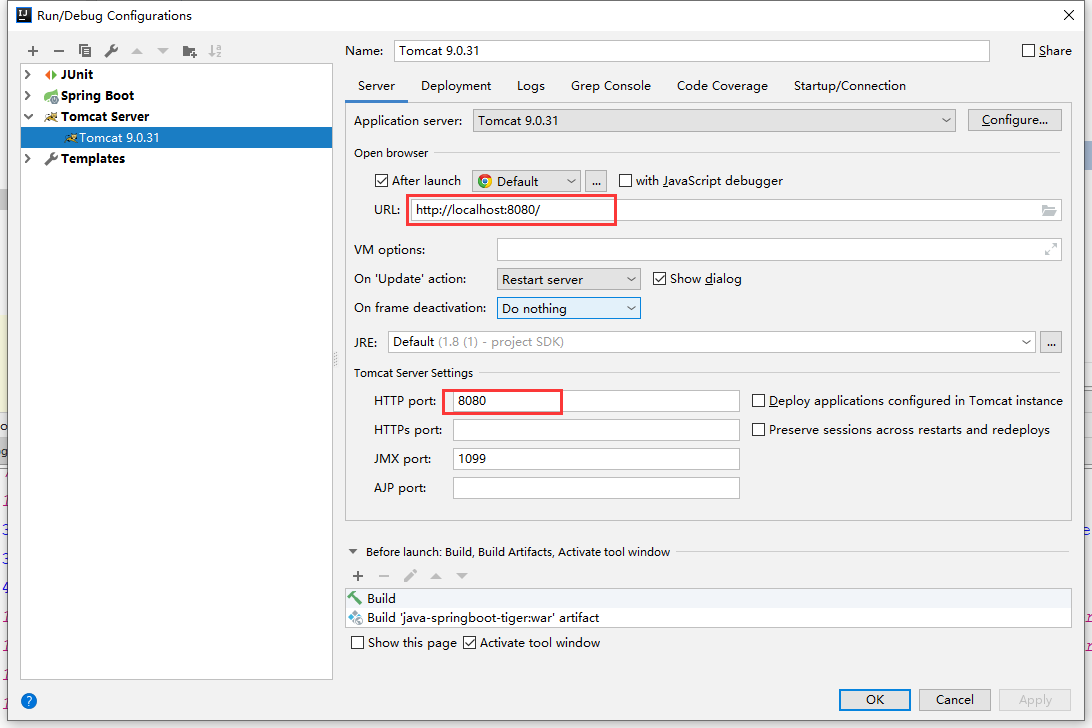 Run/Debug Configurations
JUnit
Spring Boot
Tomcat Server
Tomcat 9.0.31
Templates
Name: Tomcat 9.0.31 Share
Server Deployment Logs Grep Console Code Coverage Startup/Connection
Application server: Tomcat 9.0.31 Configure...
Open browser
After launch Default ... with JavaScript debugger
URL: http://localhost:8080/
VM options:
On 'Update' action: Restart server Show dialog
On frame deactivation: Do nothing
JRE: Default (1.8 (1) - project SDK) ...
Tomcat Server Settings
HTTP port: 8080 Deploy applications configured in Tomcat instance
HTTPs port: Preserve sessions across restarts and redeploys
JMX port: 1099
AJP port:
Before launch: Build, Build Artifacts, Activate tool window
Build
Build 'java-springboot-tiger:war' artifact
Show this page Activate tool window
? OK Cancel Apply